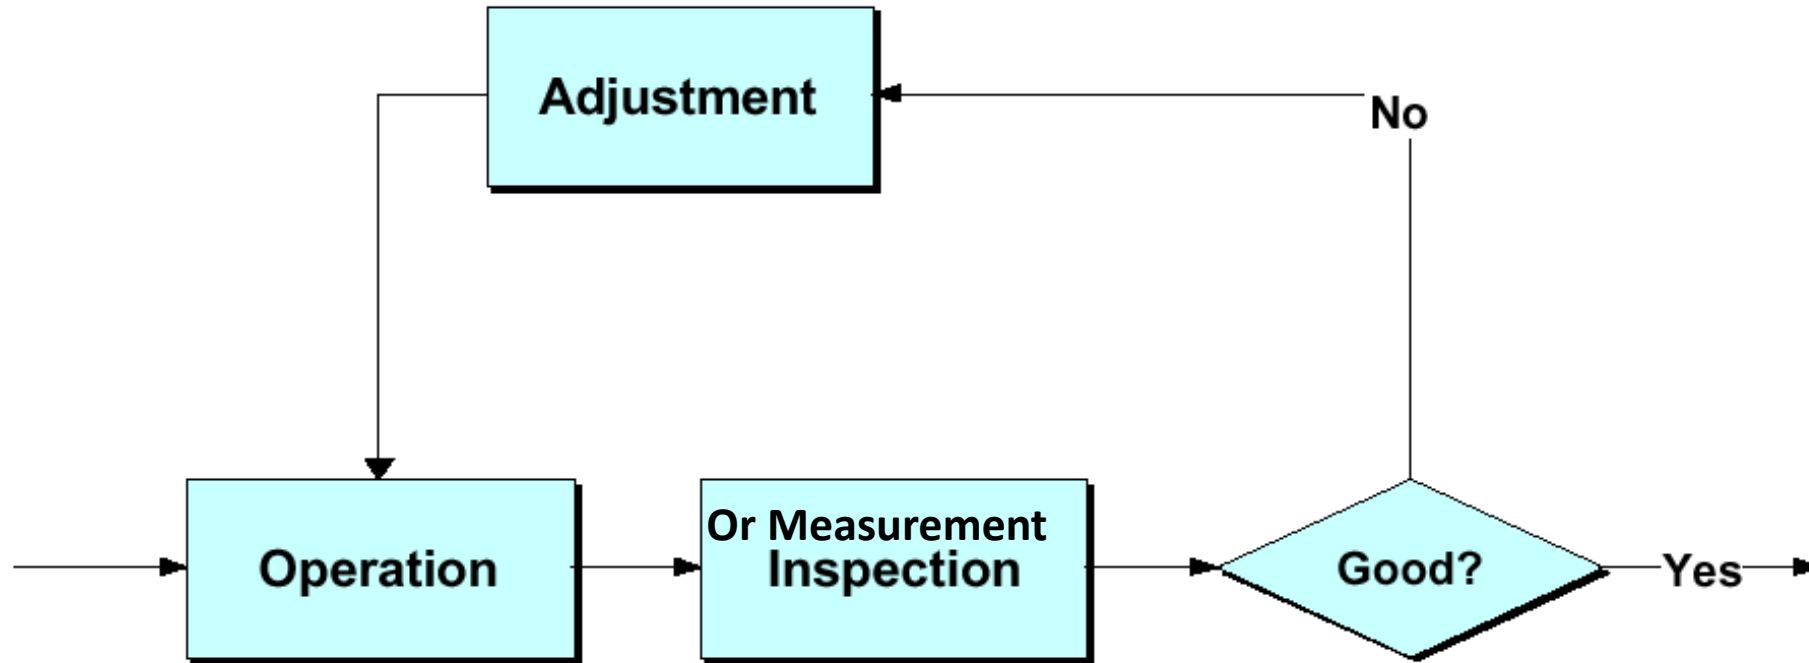 Adjustment
No
Or Measurement
Operation
Inspection
Good?
Yes